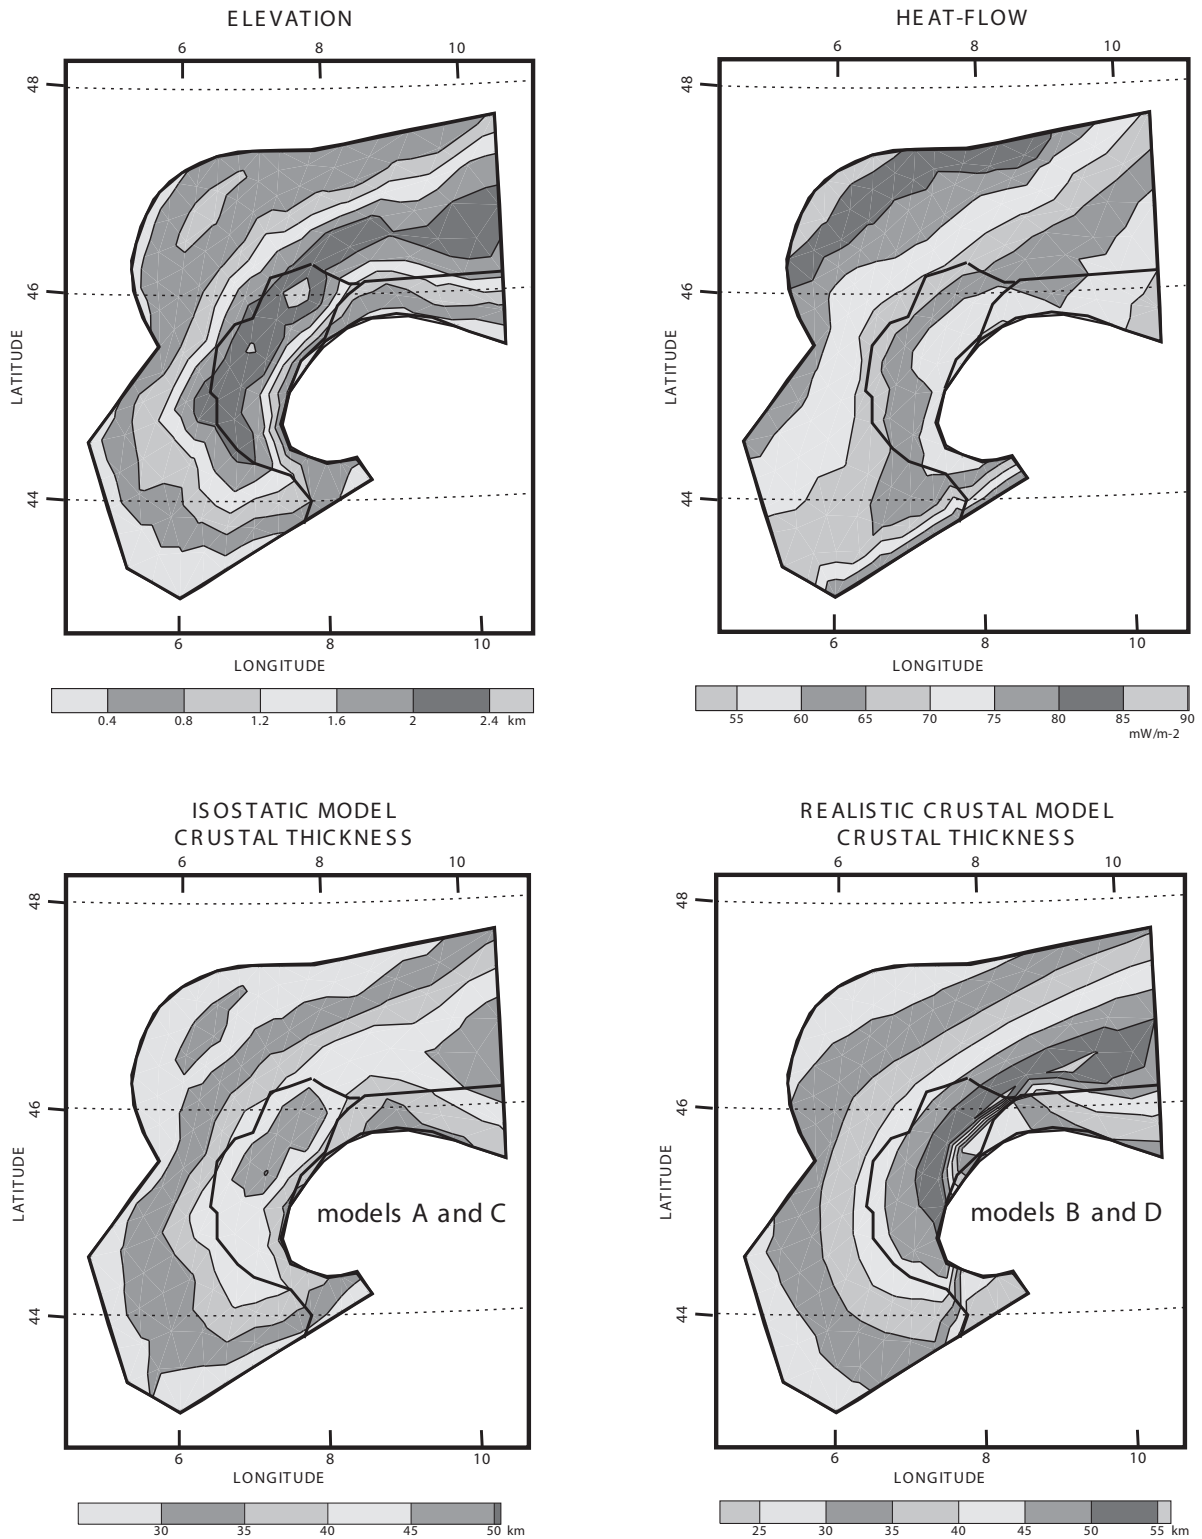 ELEVATION
6 8 10
48
46
44
LATITUDE
6 8 10
LONGITUDE
0.4 0.8 1.2 1.6 2 2.4 km
HEAT-FLOW
6 8 10
48
46
44
LATITUDE
6 8 10
LONGITUDE
55 60 65 70 75 80 85 90
mW/m-2
ISOSTATIC MODEL
CRUSTAL THICKNESS
6 8 10
48
46
44
LATITUDE
models A and C
6 8 10
LONGITUDE
30 35 40 45 50 km
REALISTIC CRUSTAL MODEL
CRUSTAL THICKNESS
6 8 10
48
46
44
LATITUDE
models B and D
6 8 10
LONGITUDE
25 30 35 40 45 50 55 km